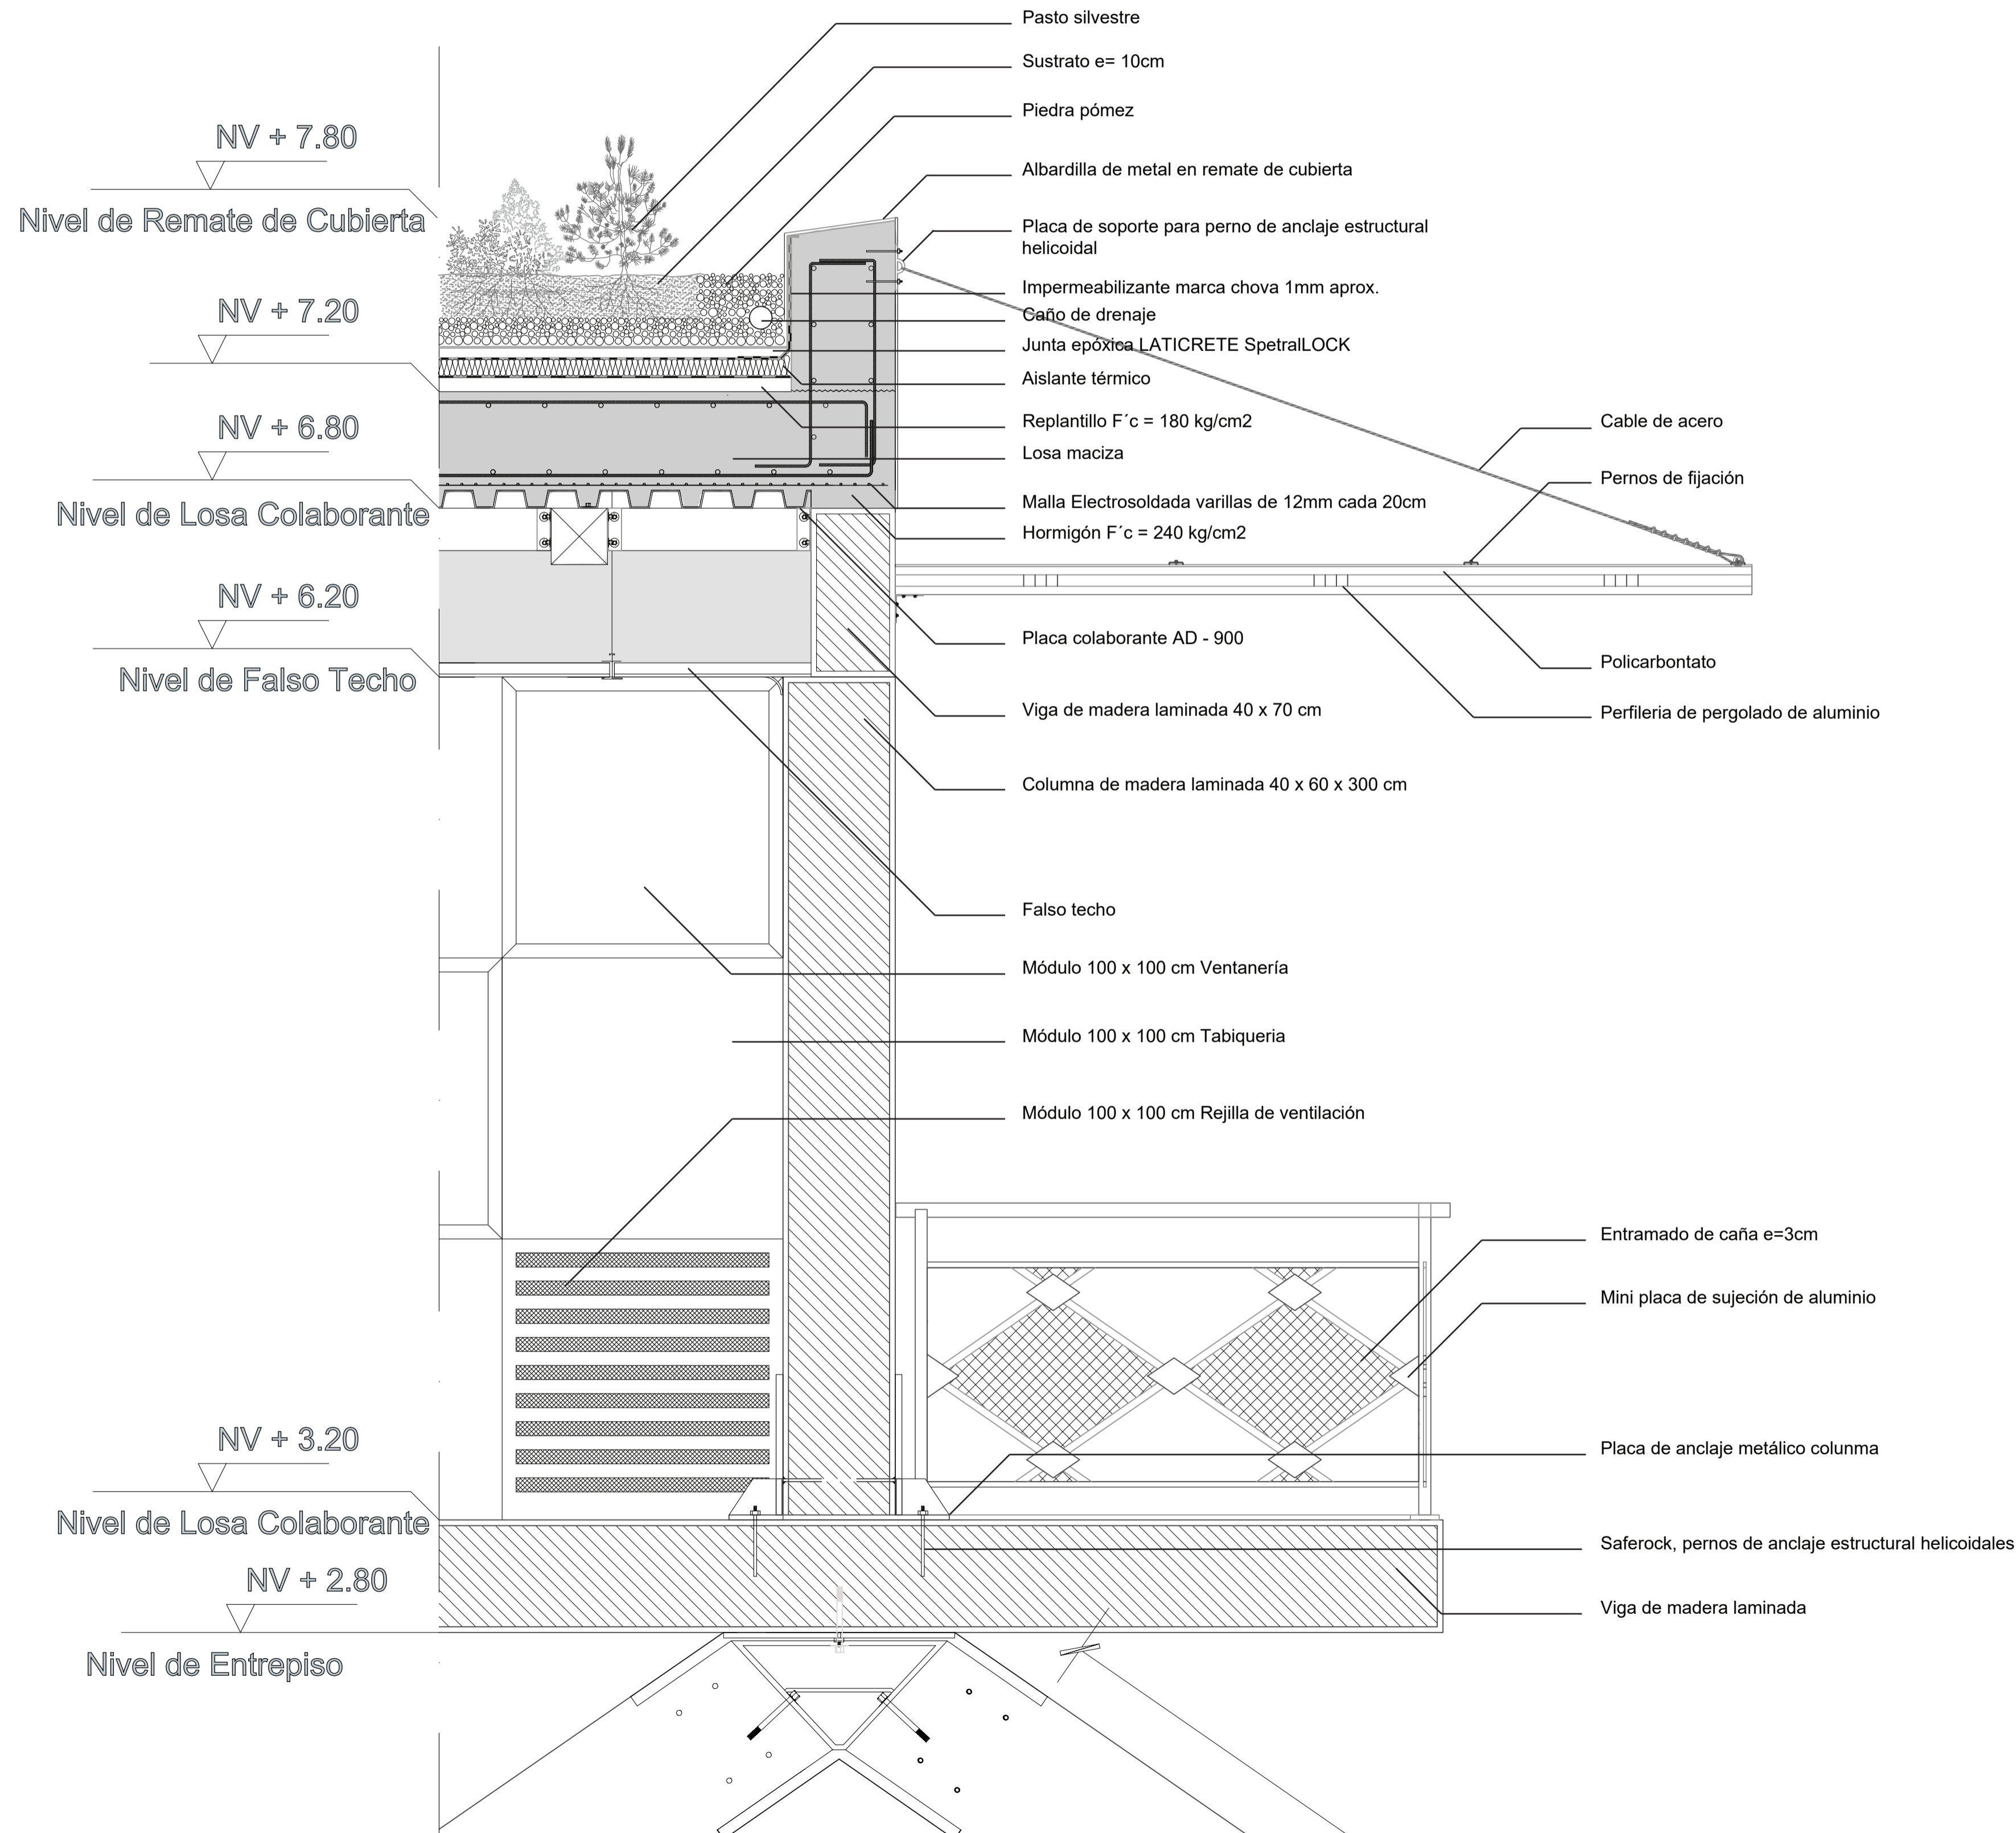 NV + 7.80
Nivel de Remate de Cubierta
NV + 7.20
NV + 6.80
Nivel de Losa Colaborante
NV + 6.20
Nivel de Falso Techo
NV + 3.20
Nivel de Losa Colaborante
NV + 2.80
Nivel de Entrepiso
Pasto silvestre
Sustrato e= 10cm
Piedra pómez
Albardilla de metal en remate de cubierta
Placa de soporte para perno de anclaje estructural
helicoidal
Impermeabilizante marca chova 1mm aprox.
Caño de drenaje
Junta epóxica LATICRETE SpetralLOCK
Aislante térmico
Replantillo F´c = 180 kg/cm2
Losa maciza
Malla Electrosoldada varillas de 12mm cada 20cm
Hormigón F´c = 240 kg/cm2
Placa colaborante AD - 900
Viga de madera laminada 40 x 70 cm
Columna de madera laminada 40 x 60 x 300 cm
Falso techo
Módulo 100 x 100 cm Ventanería
Módulo 100 x 100 cm Tabiqueria
Módulo 100 x 100 cm Rejilla de ventilación
Cable de acero
Pernos de fijación
Policarbontato
Perfileria de pergolado de aluminio
Entramado de caña e=3cm
Mini placa de sujeción de aluminio
Placa de anclaje metálico colunma
Saferock, pernos de anclaje estructural helicoidales
Viga de madera laminada